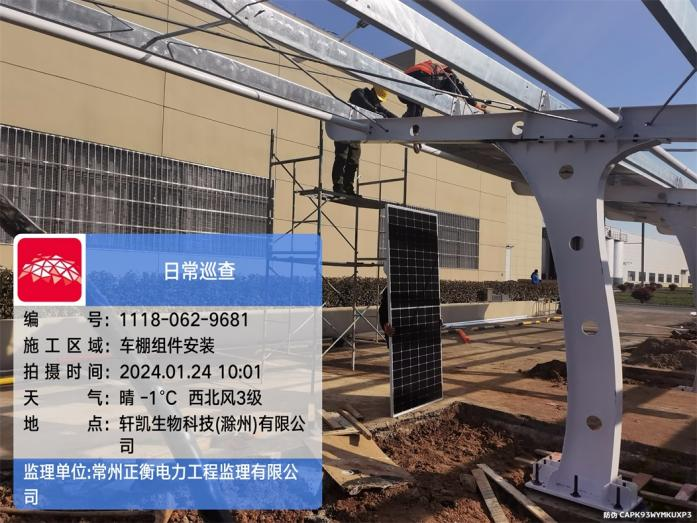 日常巡查
编号：1118-062-9681
施工区域：车棚组件安装
拍摄时间：2024.01.24 10:01
天气：晴 -1℃ 西北风3级
地点：轩凯生物科技(滁州)有限公
司
监理单位:常州正衡电力工程监理有限公
司
防伪 CAPK93WYMKUXP3